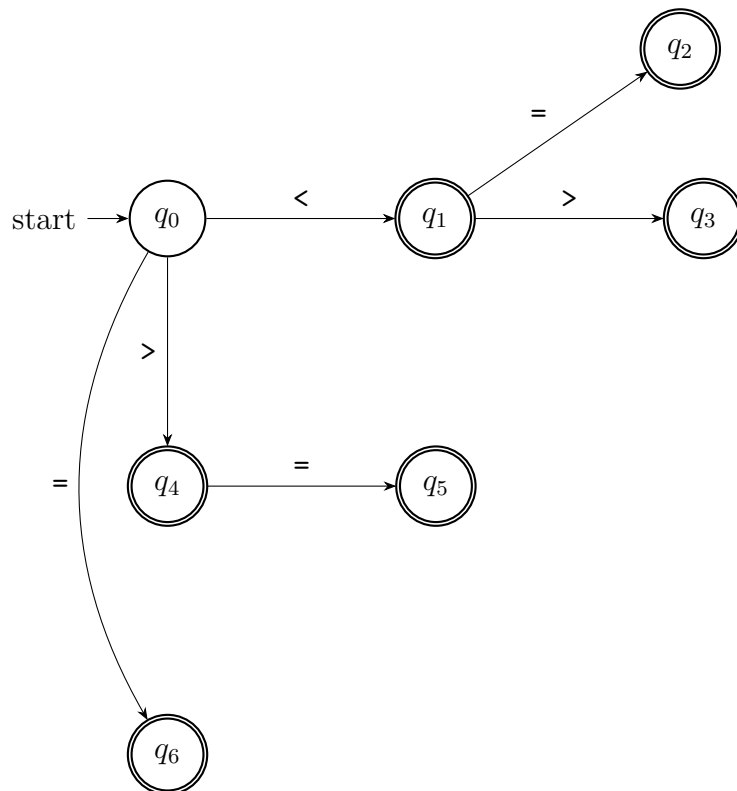 q₂
=
start q₀ < q₁ > q₃
>
= q₄ = q₅
q₆